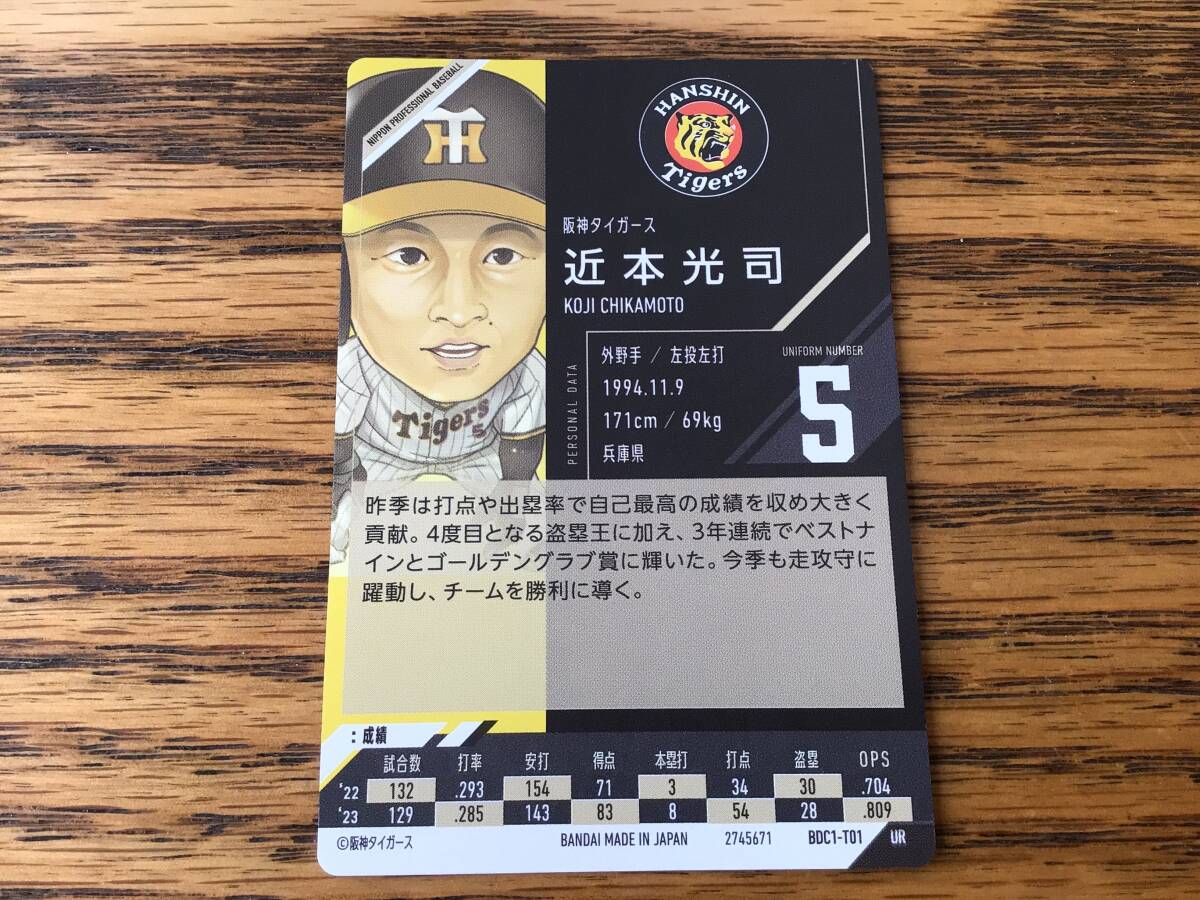 NIPPON PROFESSIONAL BASEBALL
TH
HANSHIN
Tigers
阪神タイガース
近本光司
KOJI CHIKAMOTO
PERSONAL DATA
外野手 / 左投左打
1994.11.9
171cm / 69kg
兵庫県
UNIFORM NUMBER
5
Tigers
5
昨季は打点や出塁率で自己最高の成績を収め大きく
貢献。4度目となる盗塁王に加え、3年連続でベストナ
インとゴールデングラブ賞に輝いた。今季も走攻守に
躍動し、チームを勝利に導く。
:成績
試合数 打率 安打 得点 本塁打 打点 盗塁 OPS
'22 132 .293 154 71 3 34 30 .704
'23 129 .285 143 83 8 54 28 .809
©阪神タイガース BANDAI MADE IN JAPAN 2745671 BDC1-T01 UR